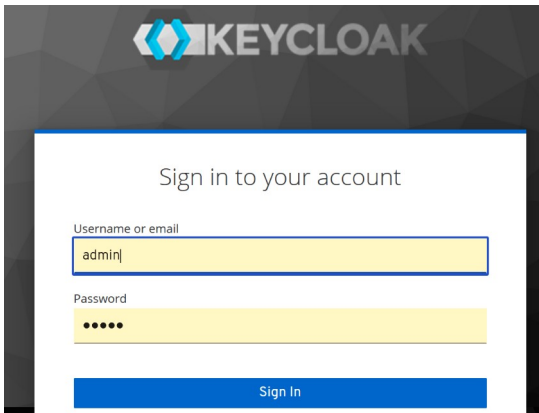 KEYCLOAK
Sign in to your account
Username or email
admin
Password
•••••
Sign In